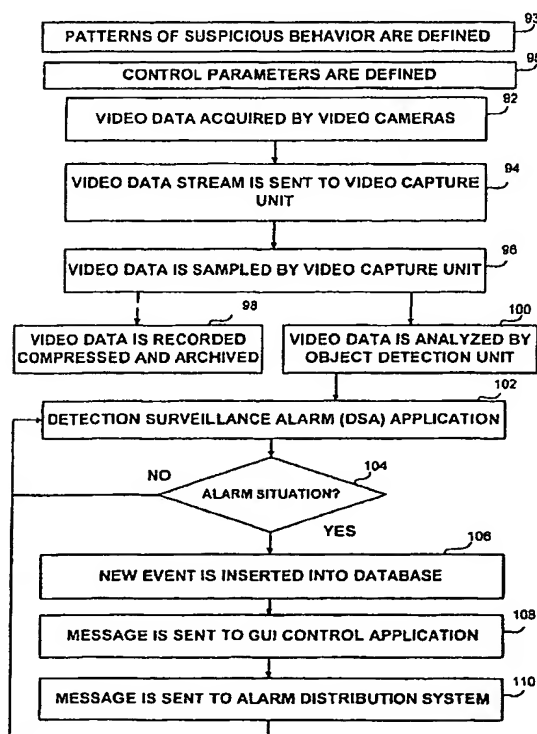 93
PATTERNS OF SUSPICIOUS BEHAVIOR ARE DEFINED
95
CONTROL PARAMETERS ARE DEFINED
92
VIDEO DATA ACQUIRED BY VIDEO CAMERAS
94
VIDEO DATA STREAM IS SENT TO VIDEO CAPTURE
UNIT
96
VIDEO DATA IS SAMPLED BY VIDEO CAPTURE UNIT
98
VIDEO DATA IS RECORDED
COMPRESSED AND ARCHIVED
100
VIDEO DATA IS ANALYZED BY
OBJECT DETECTION UNIT
102
DETECTION SURVEILLANCE ALARM (DSA) APPLICATION
NO
104
ALARM SITUATION?
YES
106
NEW EVENT IS INSERTED INTO DATABASE
108
MESSAGE IS SENT TO GUI CONTROL APPLICATION
110
MESSAGE IS SENT TO ALARM DISTRIBUTION SYSTEM